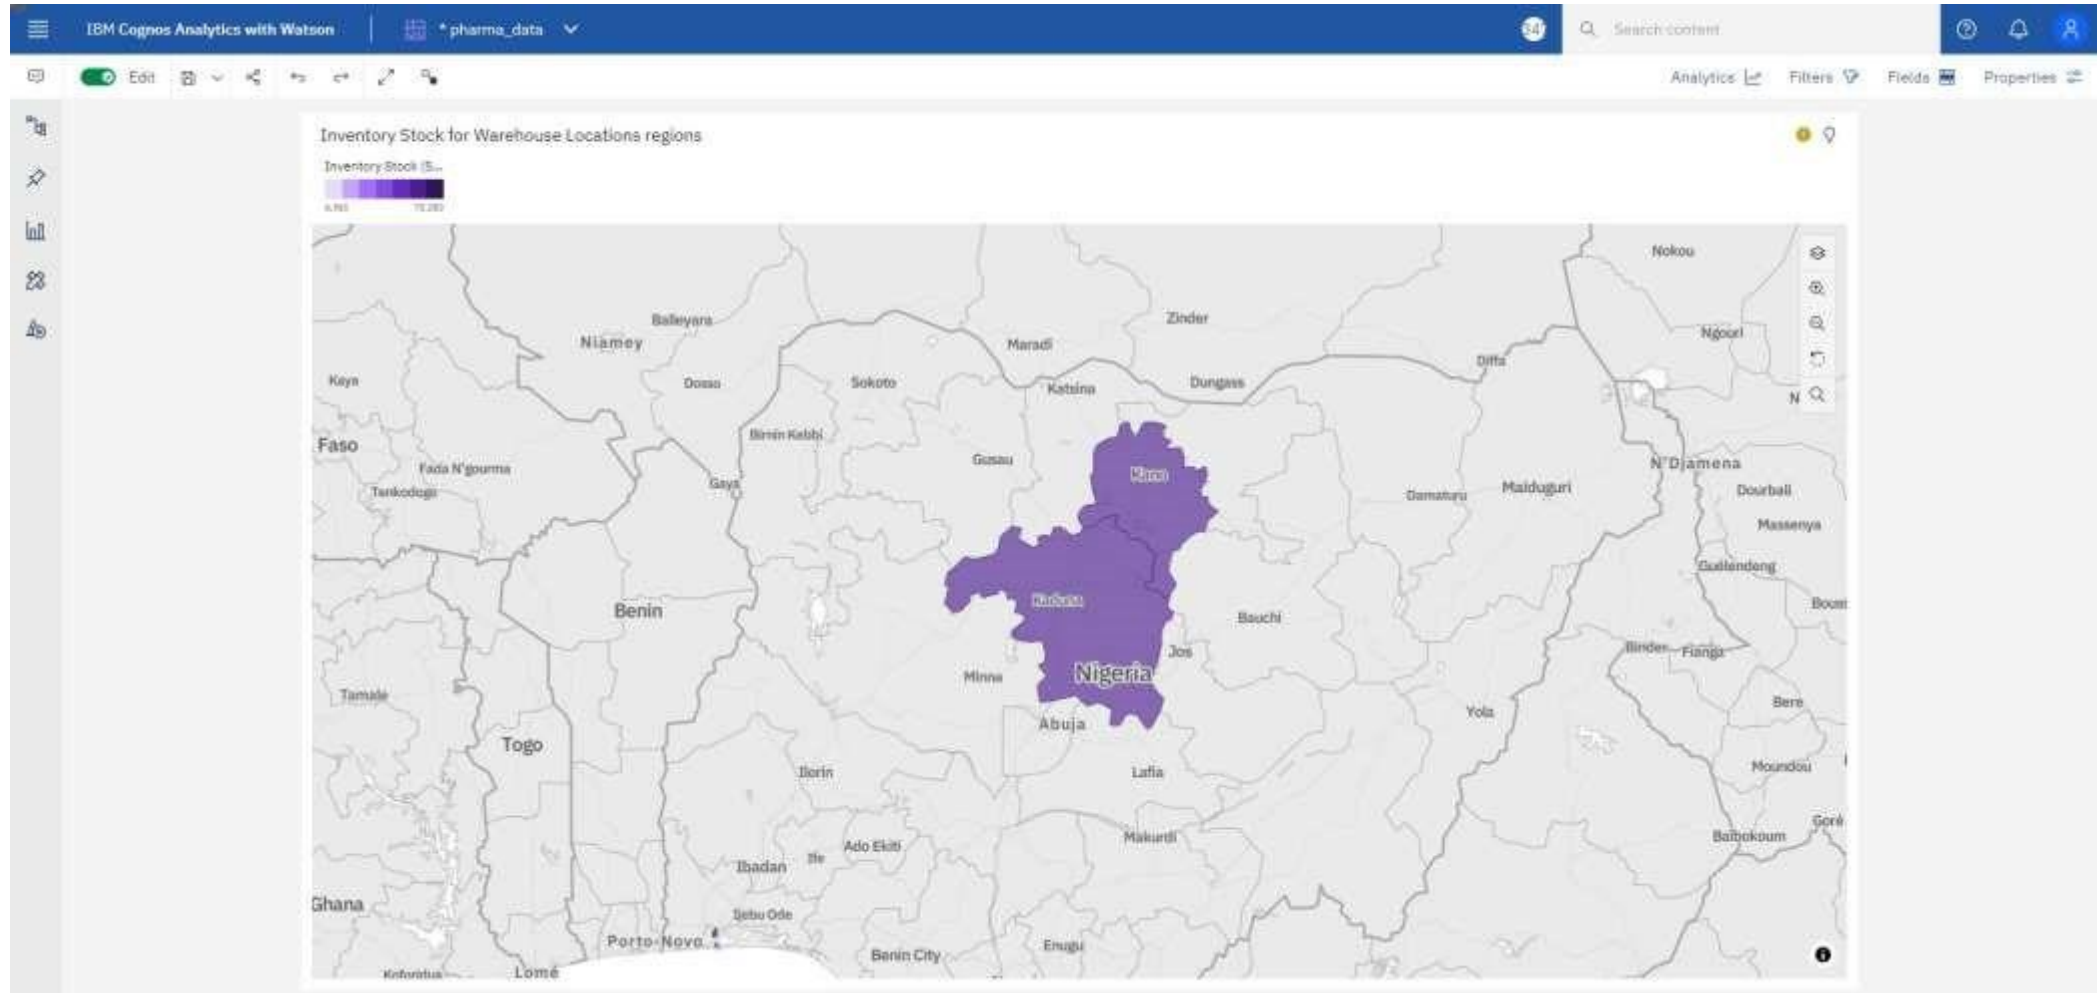 IBM Cognos Analytics with Watson
* pharma_data
Search content
Edit
Analytics
Filters
Fields
Properties
Inventory Stock for Warehouse Locations regions
Inventory Stock (S...
Nokou
Balleyara
Zinder
Niamey
Maradi
Ngouri
Diffa
Kaya
Dosso
Sokoto
Katsina
Dungass
N
Birnin Kebbi
Faso
Fada N'gourma
Gusau
Kano
N'Djamena
Tenkodogo
Gaya
Damaturu
Maiduguri
Dourbali
Massenya
Guélendeng
Kaduna
Benin
Bauchi
Bous
Jos
Binder
Fianga
Minna
Nigeria
Tamale
Bere
Abuja
Yola
Togo
Ilorin
Lafia
Moundou
Goré
Makurdi
Baïbokoum
Ado Ekiti
Ife
Ibadan
Ghana
Ijebu Ode
Porto-Novo
Enugu
Benin City
Koforidua
Lomé